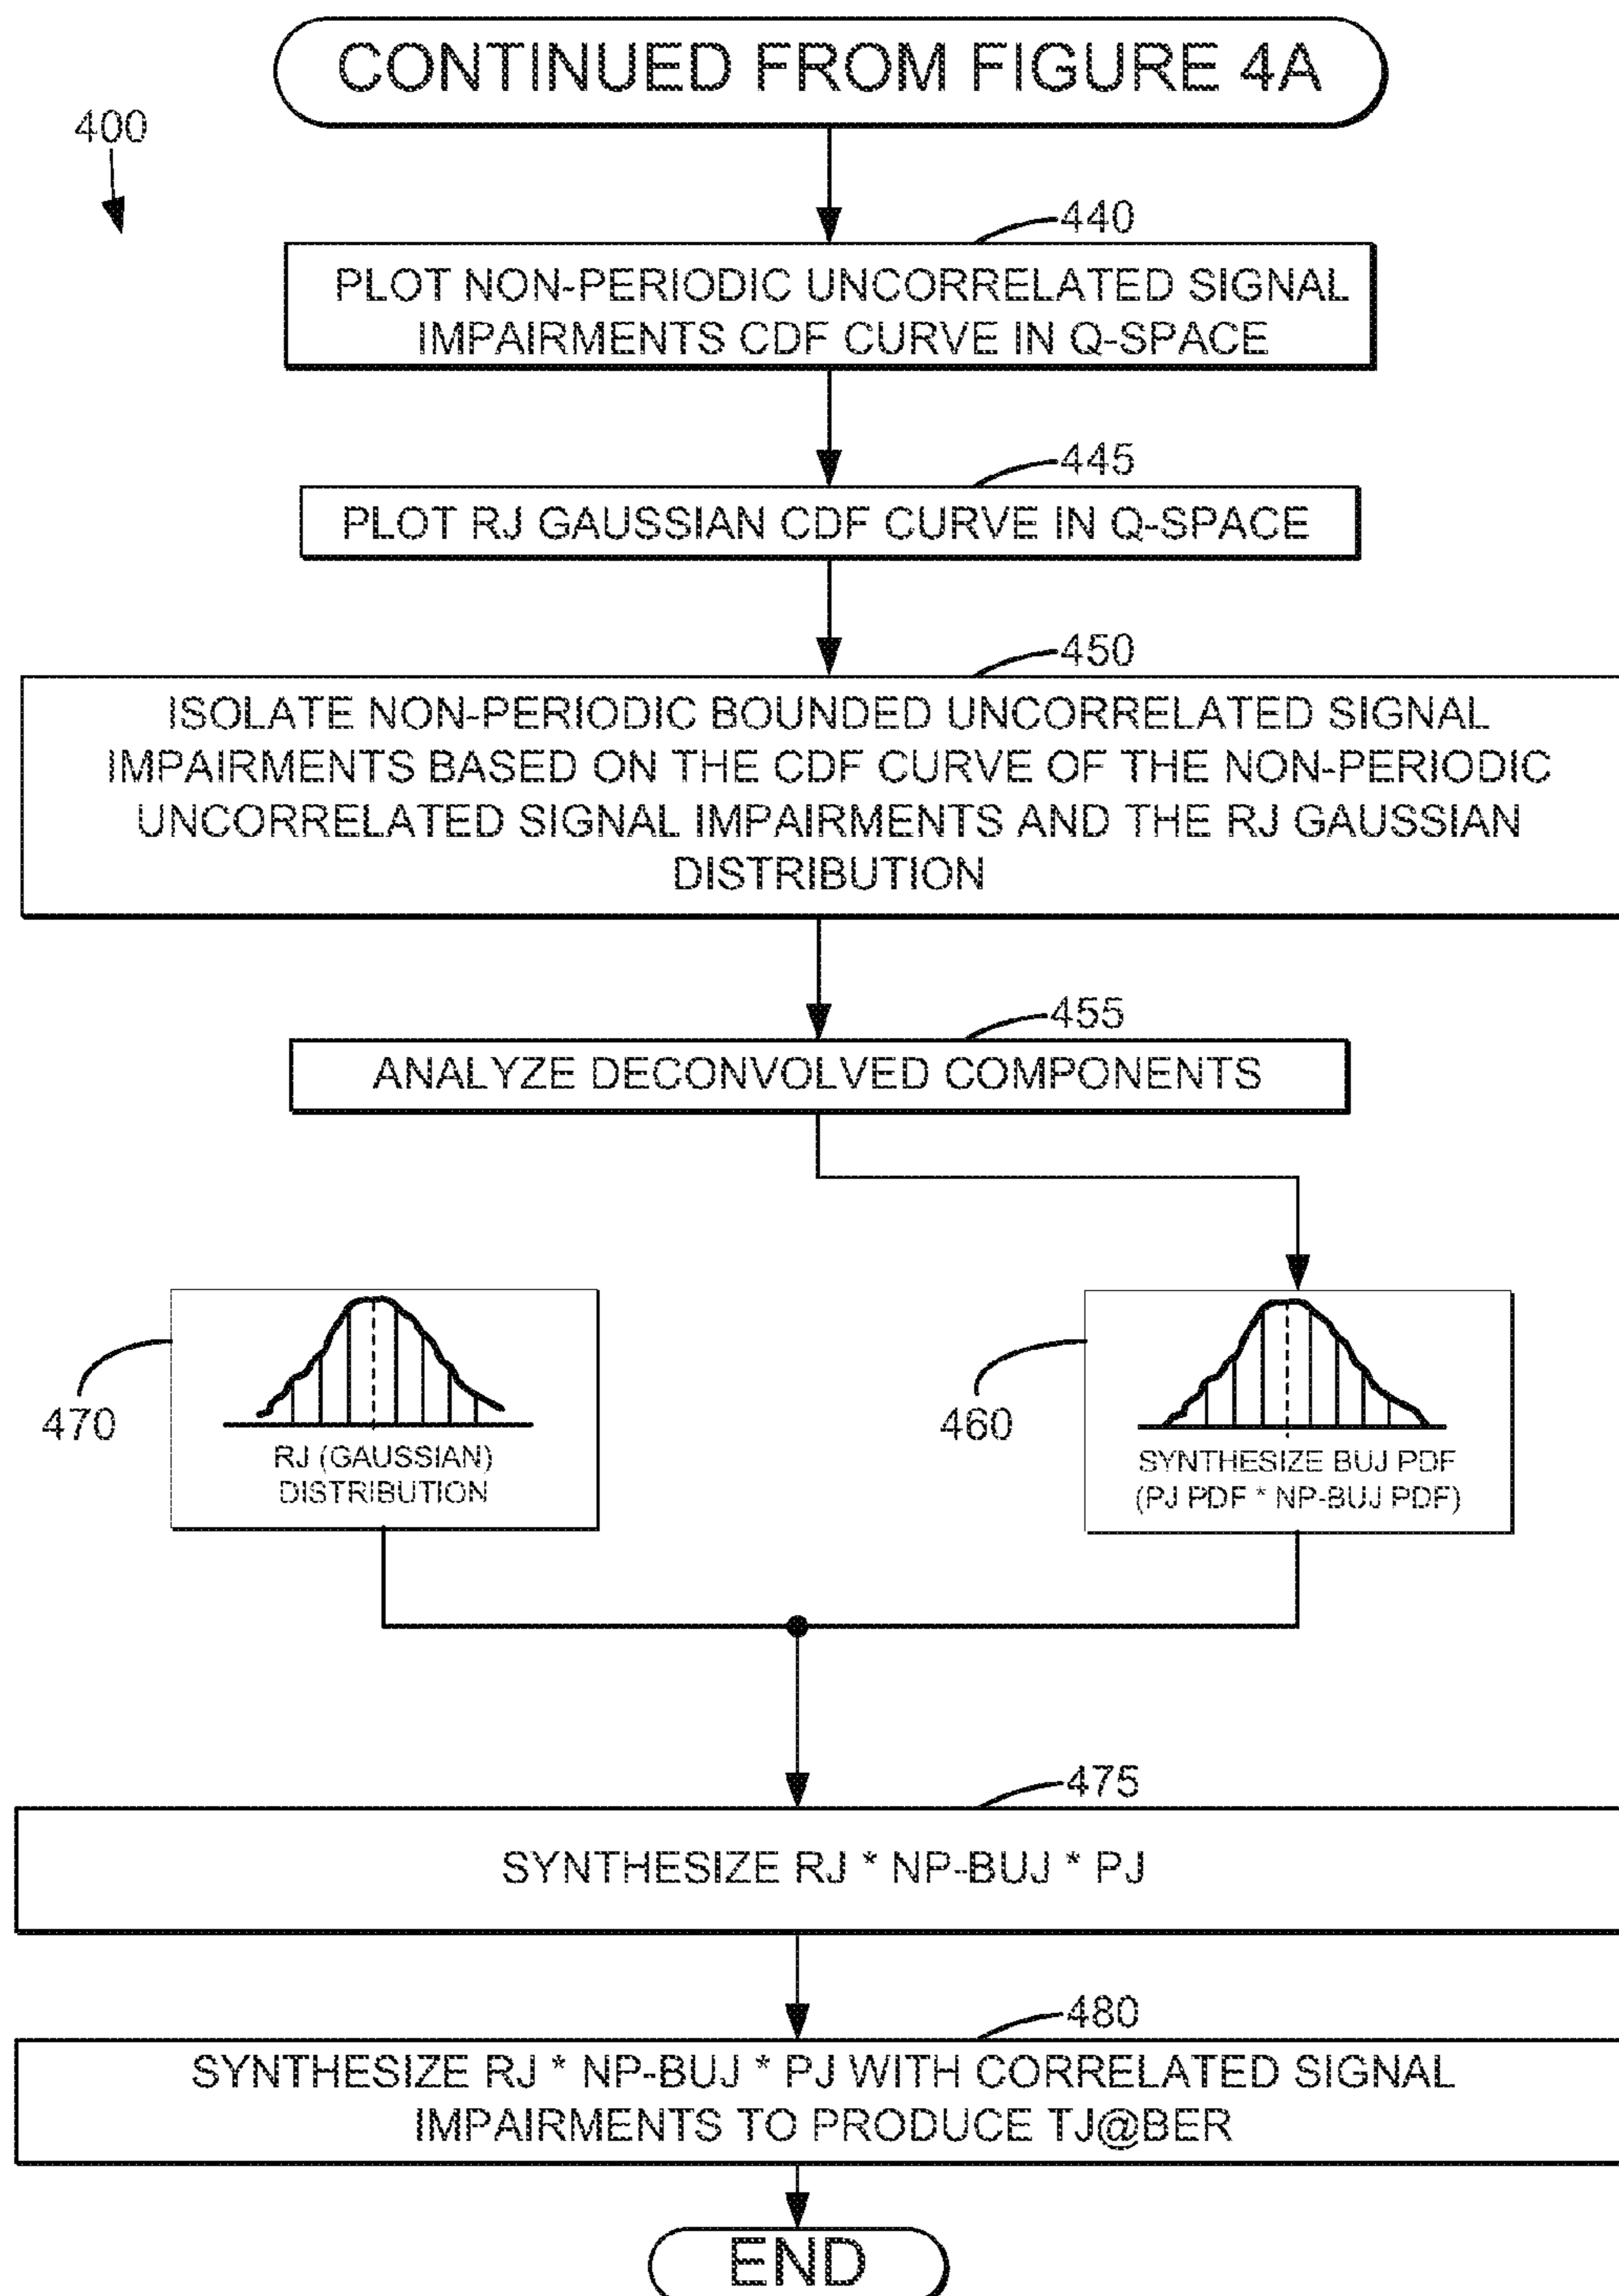 CONTINUED FROM FIGURE 4A
400
440
PLOT NON-PERIODIC UNCORRELATED SIGNAL
IMPAIRMENTS CDF CURVE IN Q-SPACE
445
PLOT RJ GAUSSIAN CDF CURVE IN Q-SPACE
450
ISOLATE NON-PERIODIC BOUNDED UNCORRELATED SIGNAL
IMPAIRMENTS BASED ON THE CDF CURVE OF THE NON-PERIODIC
UNCORRELATED SIGNAL IMPAIRMENTS AND THE RJ GAUSSIAN
DISTRIBUTION
455
ANALYZE DECONVOLVED COMPONENTS
470
RJ (GAUSSIAN)
DISTRIBUTION
460
SYNTHESIZE BUJ PDF
(PJ PDF * NP-BUJ PDF)
475
SYNTHESIZE RJ * NP-BUJ * PJ
480
SYNTHESIZE RJ * NP-BUJ * PJ WITH CORRELATED SIGNAL
IMPAIRMENTS TO PRODUCE TJ@BER
END